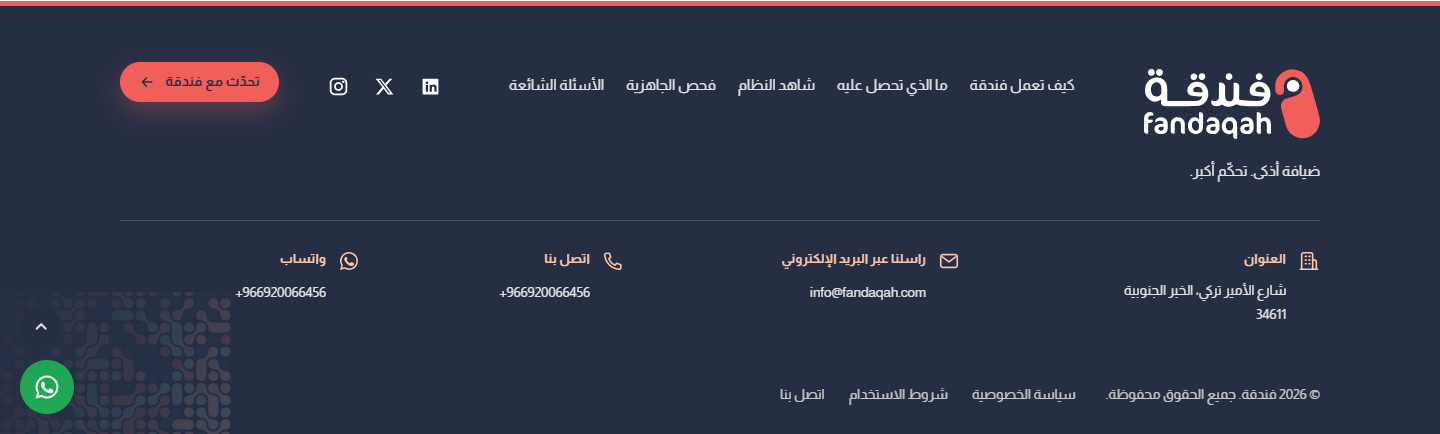 فندقة
fandaqah
ضيافة أذكى. تحكّم أكبر.
كيف تعمل فندقة
ما الذي تحصل عليه
شاهد النظام
فحص الجاهزية
الأسئلة الشائعة
تحدّث مع فندقة
العنوان
شارع الأمير تركي، الخبر الجنوبية
34611
راسلنا عبر البريد الإلكتروني
info@fandaqah.com
اتصل بنا
+966920066456
واتساب
+966920066456
© 2026 فندقة. جميع الحقوق محفوظة.
سياسة الخصوصية
شروط الاستخدام
اتصل بنا